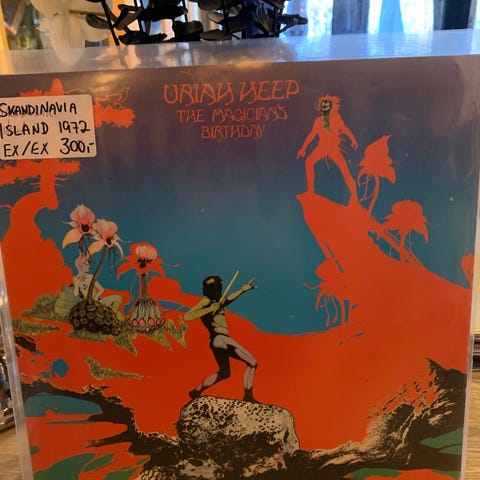 URIAH HEEP
THE MAGICIAN'S
BIRTHDAY
SKANDINAVIA
ISLAND 1972
EX/EX 300,-